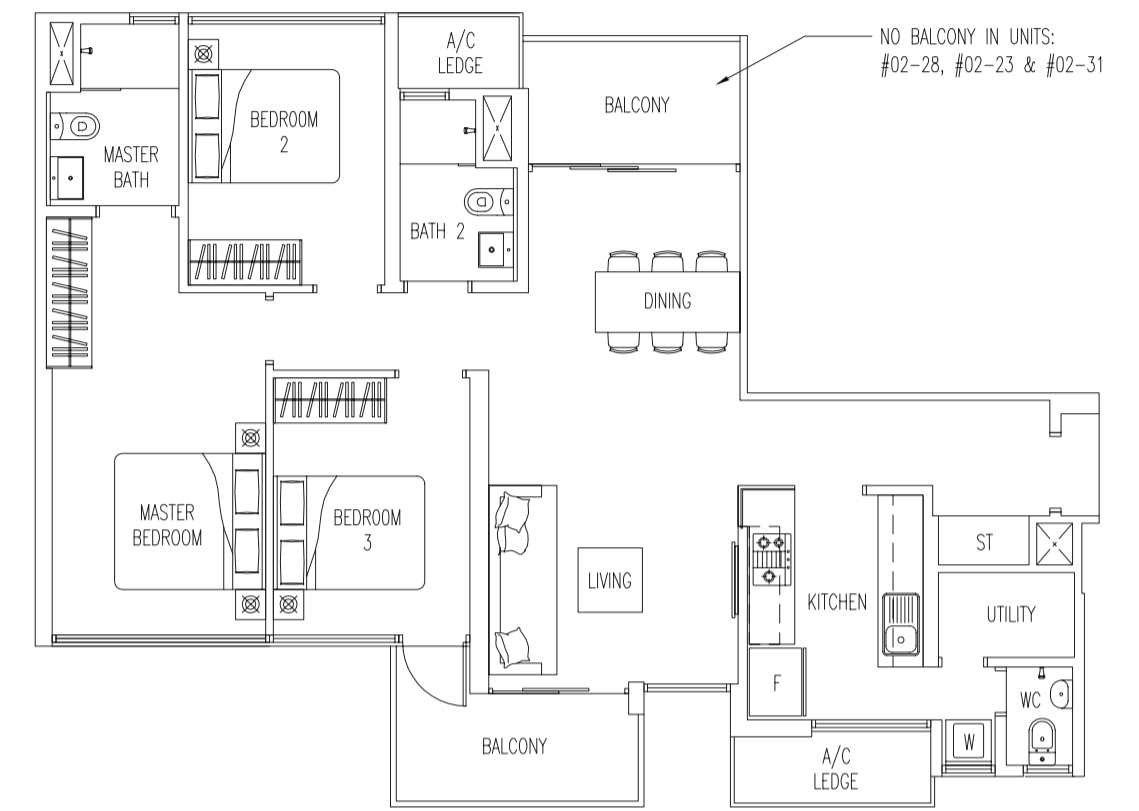 NO BALCONY IN UNITS:
#02-28, #02-23 & #02-31
A/C
LEDGE
BALCONY
BEDROOM
2
MASTER
BATH
BATH 2
DINING
MASTER
BEDROOM
BEDROOM
3
LIVING
KITCHEN
ST
UTILITY
F
WC
W
BALCONY
A/C
LEDGE